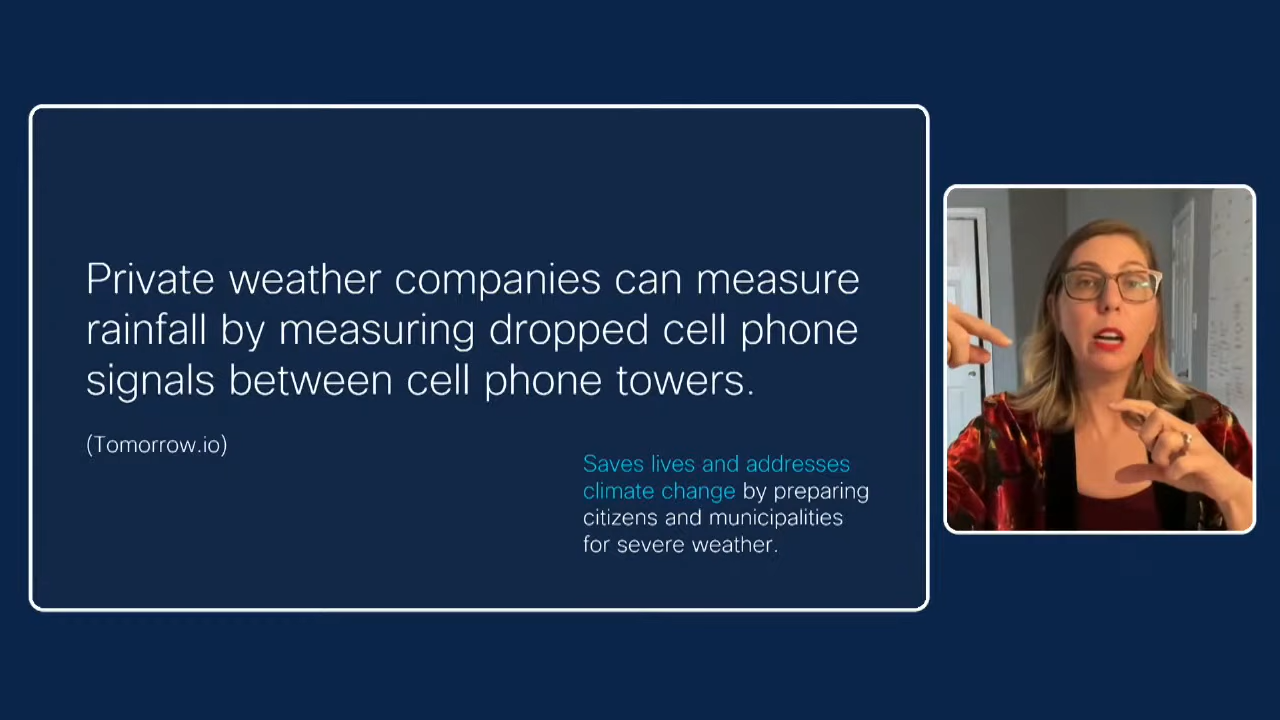 Private weather companies can measure
rainfall by measuring dropped cell phone
signals between cell phone towers.
(Tomorrow.io)
Saves lives and addresses
climate change by preparing
citizens and municipalities
for severe weather.